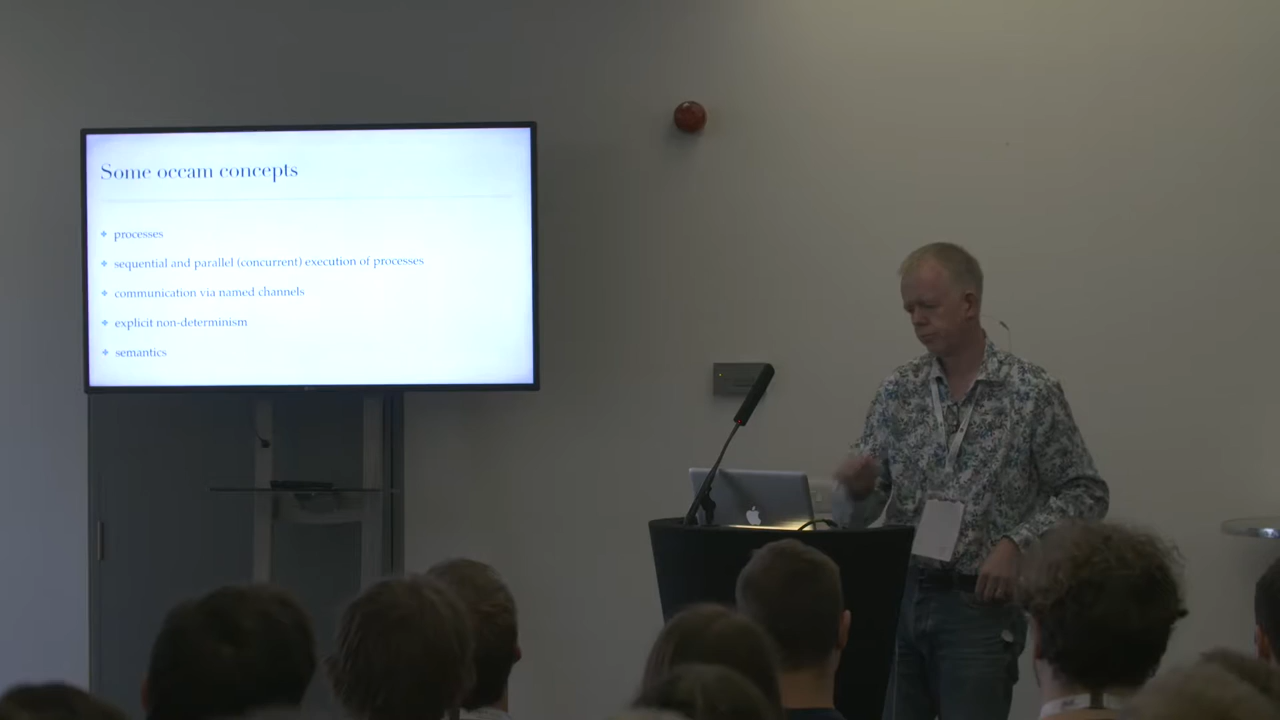 Some occam concepts
processes
sequential and parallel (concurrent) execution of processes
communication via named channels
explicit non-determinism
semantics